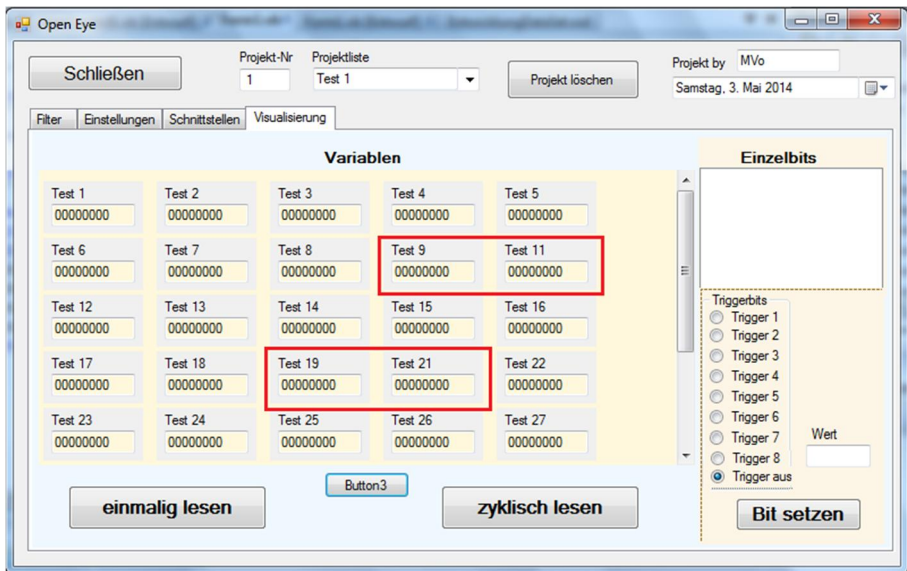 Open Eye
Schließen
Projekt-Nr
1
Projektliste
Test 1
Projekt löschen
Projekt by
MVo
Samstag, 3. Mai 2014
Filter Einstellungen Schnittstellen Visualisierung
Variablen
Test 1 Test 2 Test 3 Test 4 Test 5
00000000 00000000 00000000 00000000 00000000
Test 6 Test 7 Test 8 Test 9 Test 11
00000000 00000000 00000000 00000000 00000000
Test 12 Test 13 Test 14 Test 15 Test 16
00000000 00000000 00000000 00000000 00000000
Test 17 Test 18 Test 19 Test 21 Test 22
00000000 00000000 00000000 00000000 00000000
Test 23 Test 24 Test 25 Test 26 Test 27
00000000 00000000 00000000 00000000 00000000
Button3
einmalig lesen
zyklisch lesen
Einzelbits
Triggerbits
Trigger 1
Trigger 2
Trigger 3
Trigger 4
Trigger 5
Trigger 6
Trigger 7
Trigger 8
Trigger aus
Wert
Bit setzen